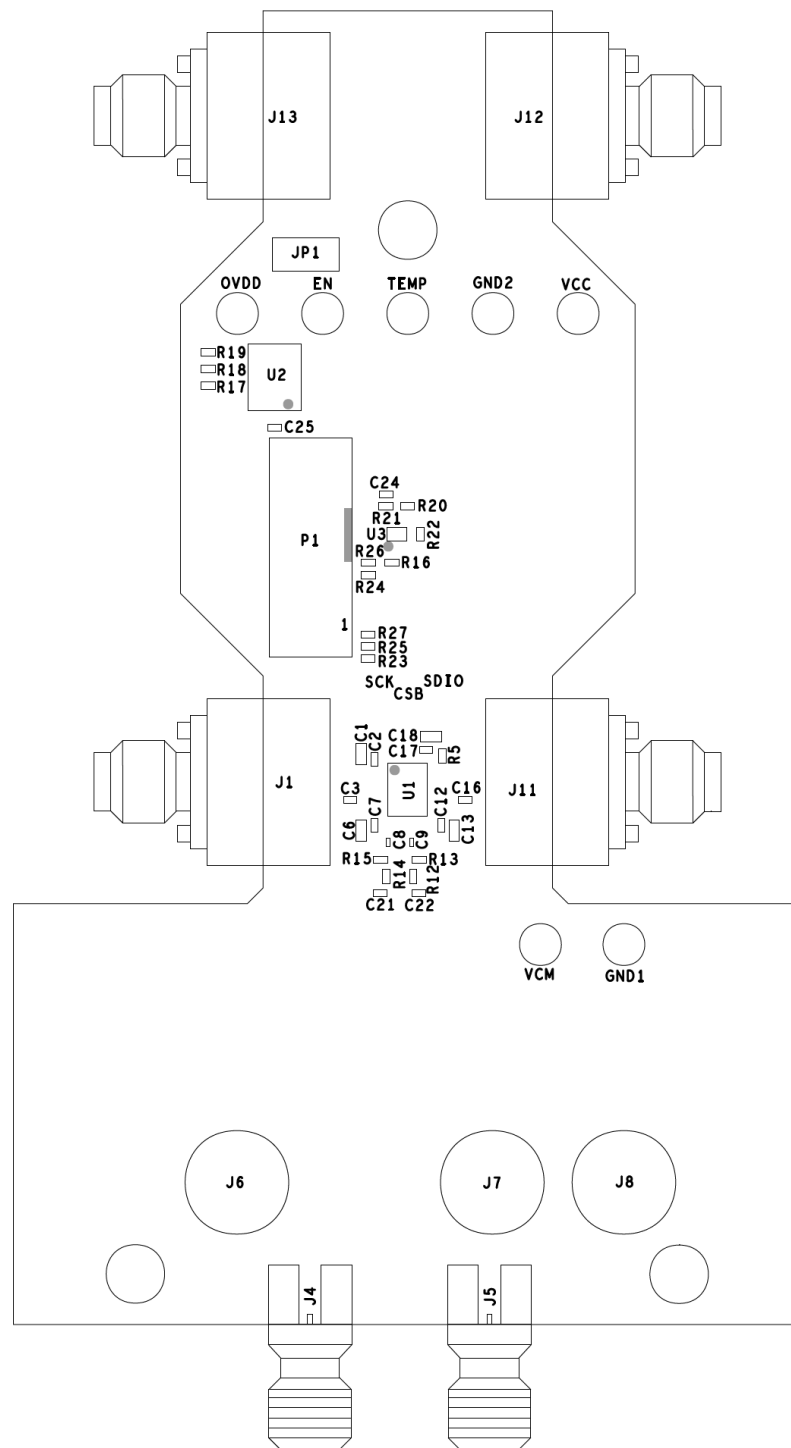 J13 J12
JP1
OVDD EN TEMP GND2 VCC
R19
R18
R17
U2
C25
C24
R20
R21
P1
U3
R22
R26
R16
R24
1
R27
R25
R23
SCK
CSB
SDIO
C1
C2
C18
C17
R5
J1
C3
U1
C16
J11
C6
C7
C12
C13
C8
C9
R15
R13
R14
R12
C21
C22
VCM
GND1
J6
J7
J8
J4
J5